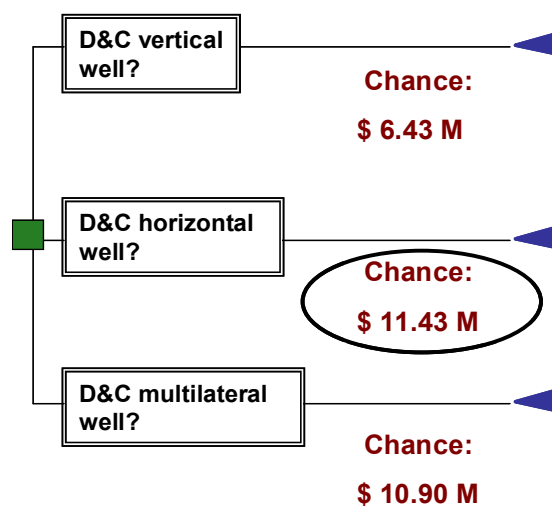 D&C vertical
well?
Chance:
$ 6.43 M
D&C horizontal
well?
Chance:
$ 11.43 M
D&C multilateral
well?
Chance:
$ 10.90 M